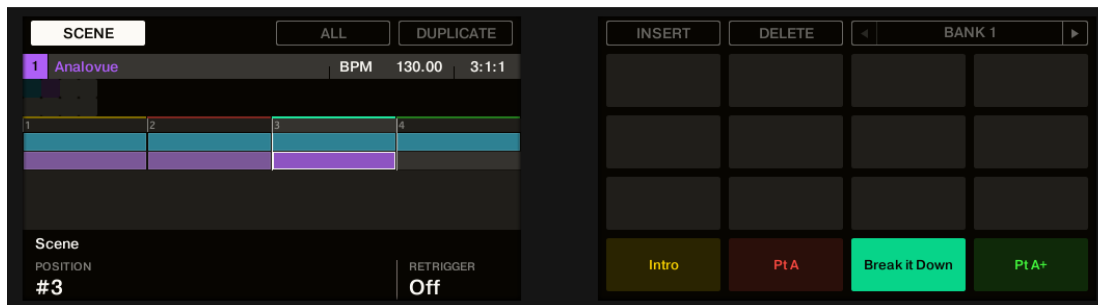 SCENE ALL DUPLICATE
1 Analovue BPM 130.00 3:1:1
1 2 3 4
Scene
POSITION RETRIGGER
#3 Off
INSERT DELETE BANK 1
Intro Pt A Break it Down Pt A+